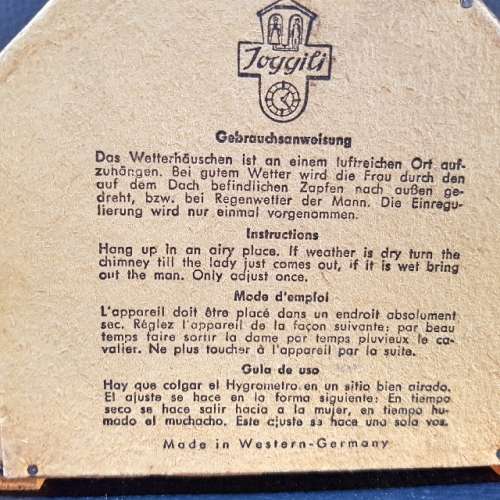 Joggili
Gebrauchsanweisung
Das Wetterhäuschen ist an einem luftreichen Ort auf-
zuhängen. Bei gutem Wetter wird die Frau durch den
auf dem Dach befindlichen Zapfen nach außen ge-
dreht, bzw. bei Regenwetter der Mann. Die Einregu-
lierung wird nur einmal vorgenommen.
Instructions
Hang up in an airy place. If weather is dry turn the
chimney till the lady just comes out, if it is wet bring
out the man. Only adjust once.
Mode d'emploi
L'appareil doit être placé dans un endroit absolument
sec. Réglez l'appareil de la façon suivante: par beau
temps faire sortir la dame por temps pluvieux le ca-
valier. Ne plus toucher à l'appareil par la suite.
Guia de uso
Hay que colgar el Hygrometro en un sitio bien airado.
El ajuste se hace en la forma siguiente: En tiempo
seco se hace salir hacia a la mujer, en tiempo hu-
mado el muchacho. Este ajuste sa hace una sola vos.
Made in Western-Germany